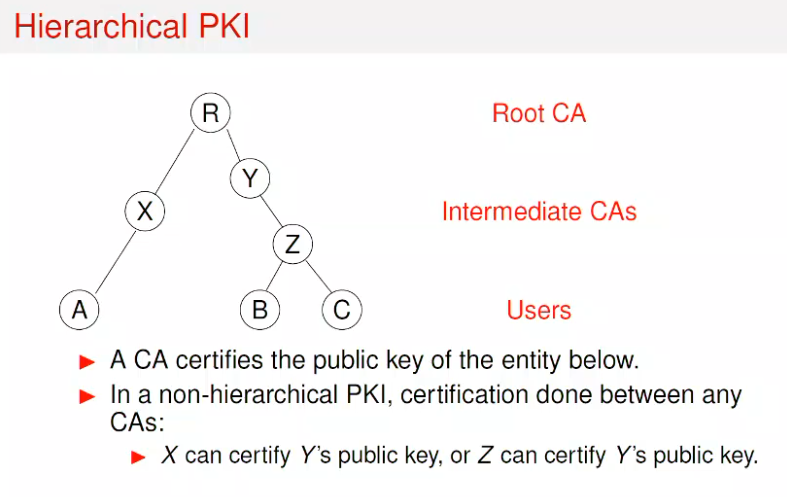 Hierarchical PKI
R
Root CA
Y
X
Intermediate CAs
Z
A
B
C
Users
► A CA certifies the public key of the entity below.
► In a non-hierarchical PKI, certification done between any
CAs:
► X can certify Y's public key, or Z can certify Y's public key.